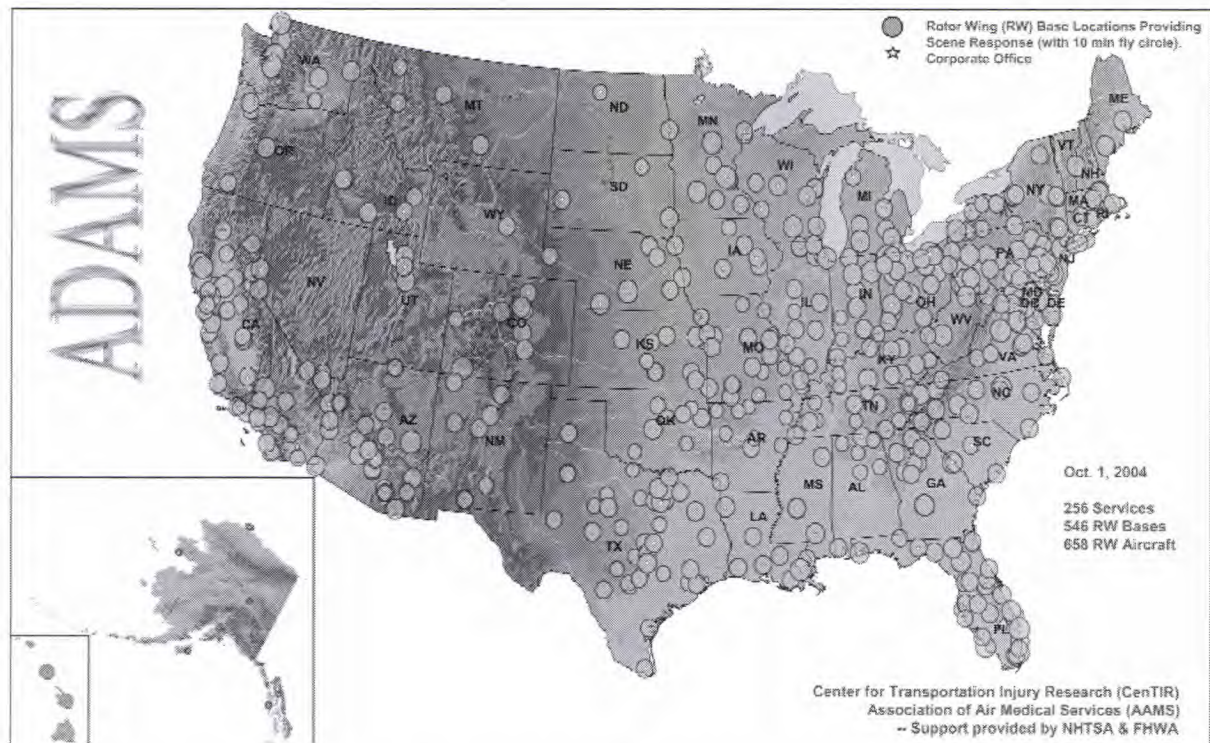 ADAMS
Rotor Wing (RW) Base Locations Providing
Scene Response (with 10 min fly circle).
Corporate Office
WA
MT
ND
MN
ME
VT
OR
ID
SD
WI
MI
NY
NH
MA
WY
CT
RI
NE
IA
PA
NJ
NV
UT
IL
IN
OH
MD
DC
DE
CA
CO
WV
KS
MO
KY
VA
NC
AZ
NM
OK
AR
TN
SC
MS
AL
GA
TX
LA
FL
Oct. 1, 2004
256 Services
546 RW Bases
658 RW Aircraft
Center for Transportation Injury Research (CenTIR)
Association of Air Medical Services (AAMS)
-- Support provided by NHTSA & FHWA